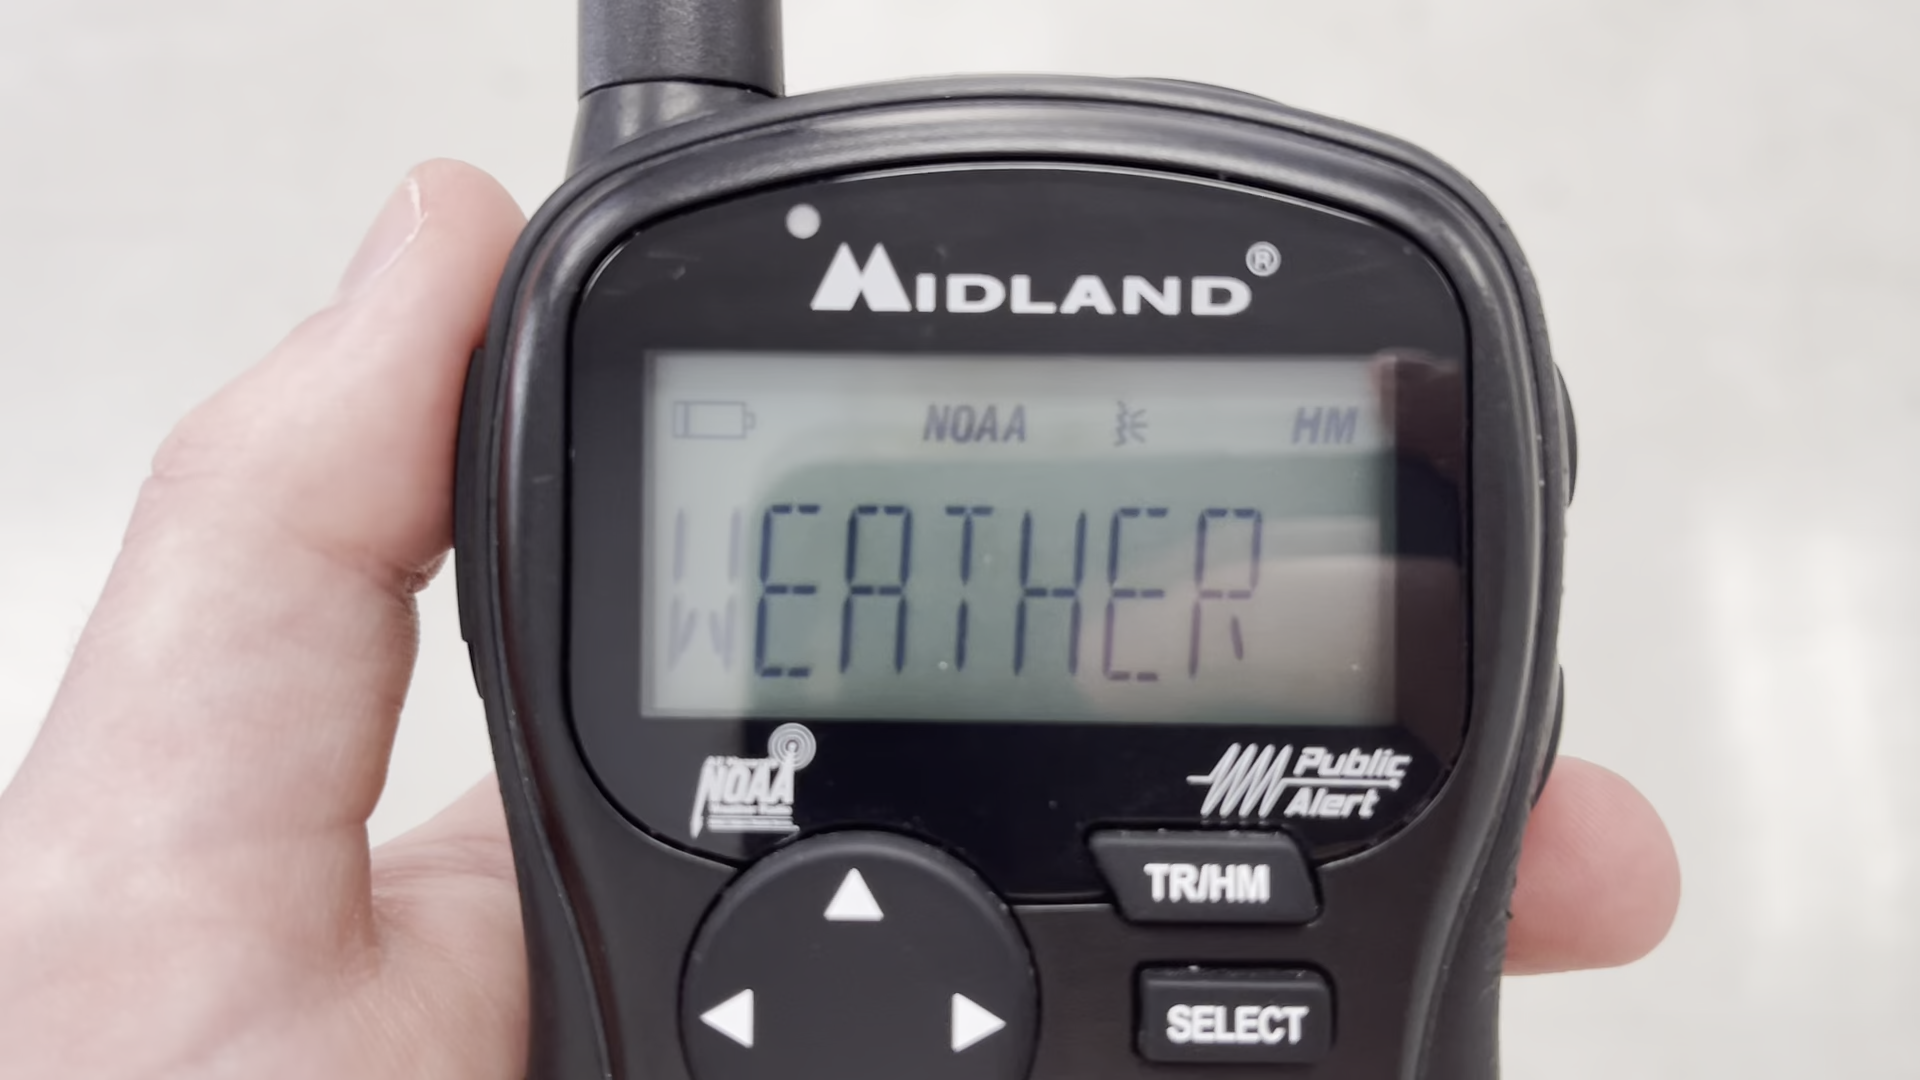 MIDLAND®
NOAA HM
WEATHER
NOAA
Public
Alert
TR/HM
SELECT